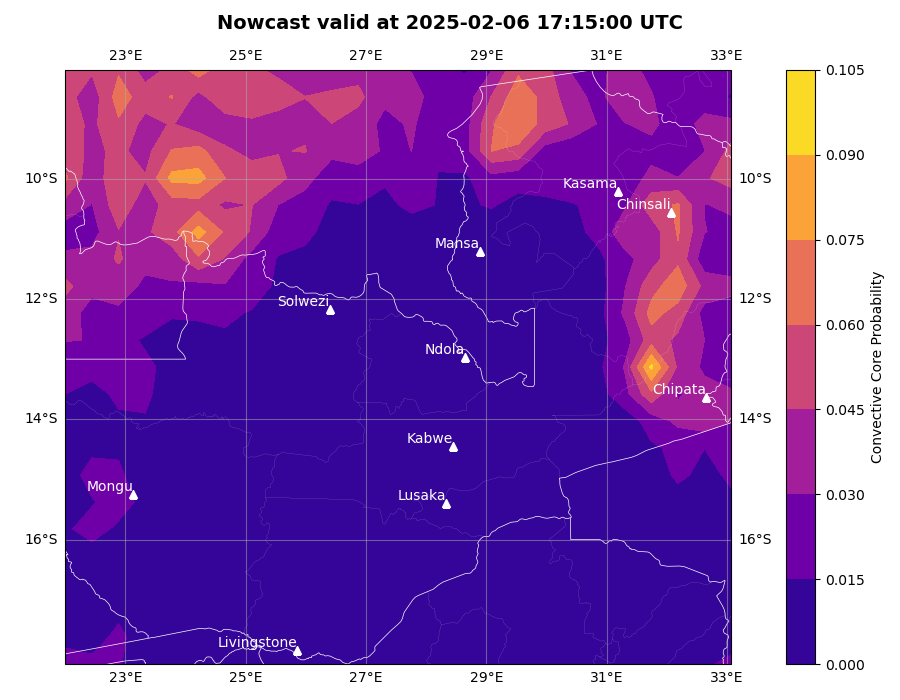 Nowcast valid at 2025-02-06 17:15:00 UTC
23°E 25°E 27°E 29°E 31°E 33°E
0.105
0.090
10°S Kasama 10°S
Chinsali
0.075
Mansa
12°S Solwezi 12°S
0.060
Ndola
Convective Core Probability
Chipata
0.045
14°S 14°S
Kabwe
Mongu Lusaka
0.030
16°S 16°S
0.015
Livingstone
0.000
23°E 25°E 27°E 29°E 31°E 33°E